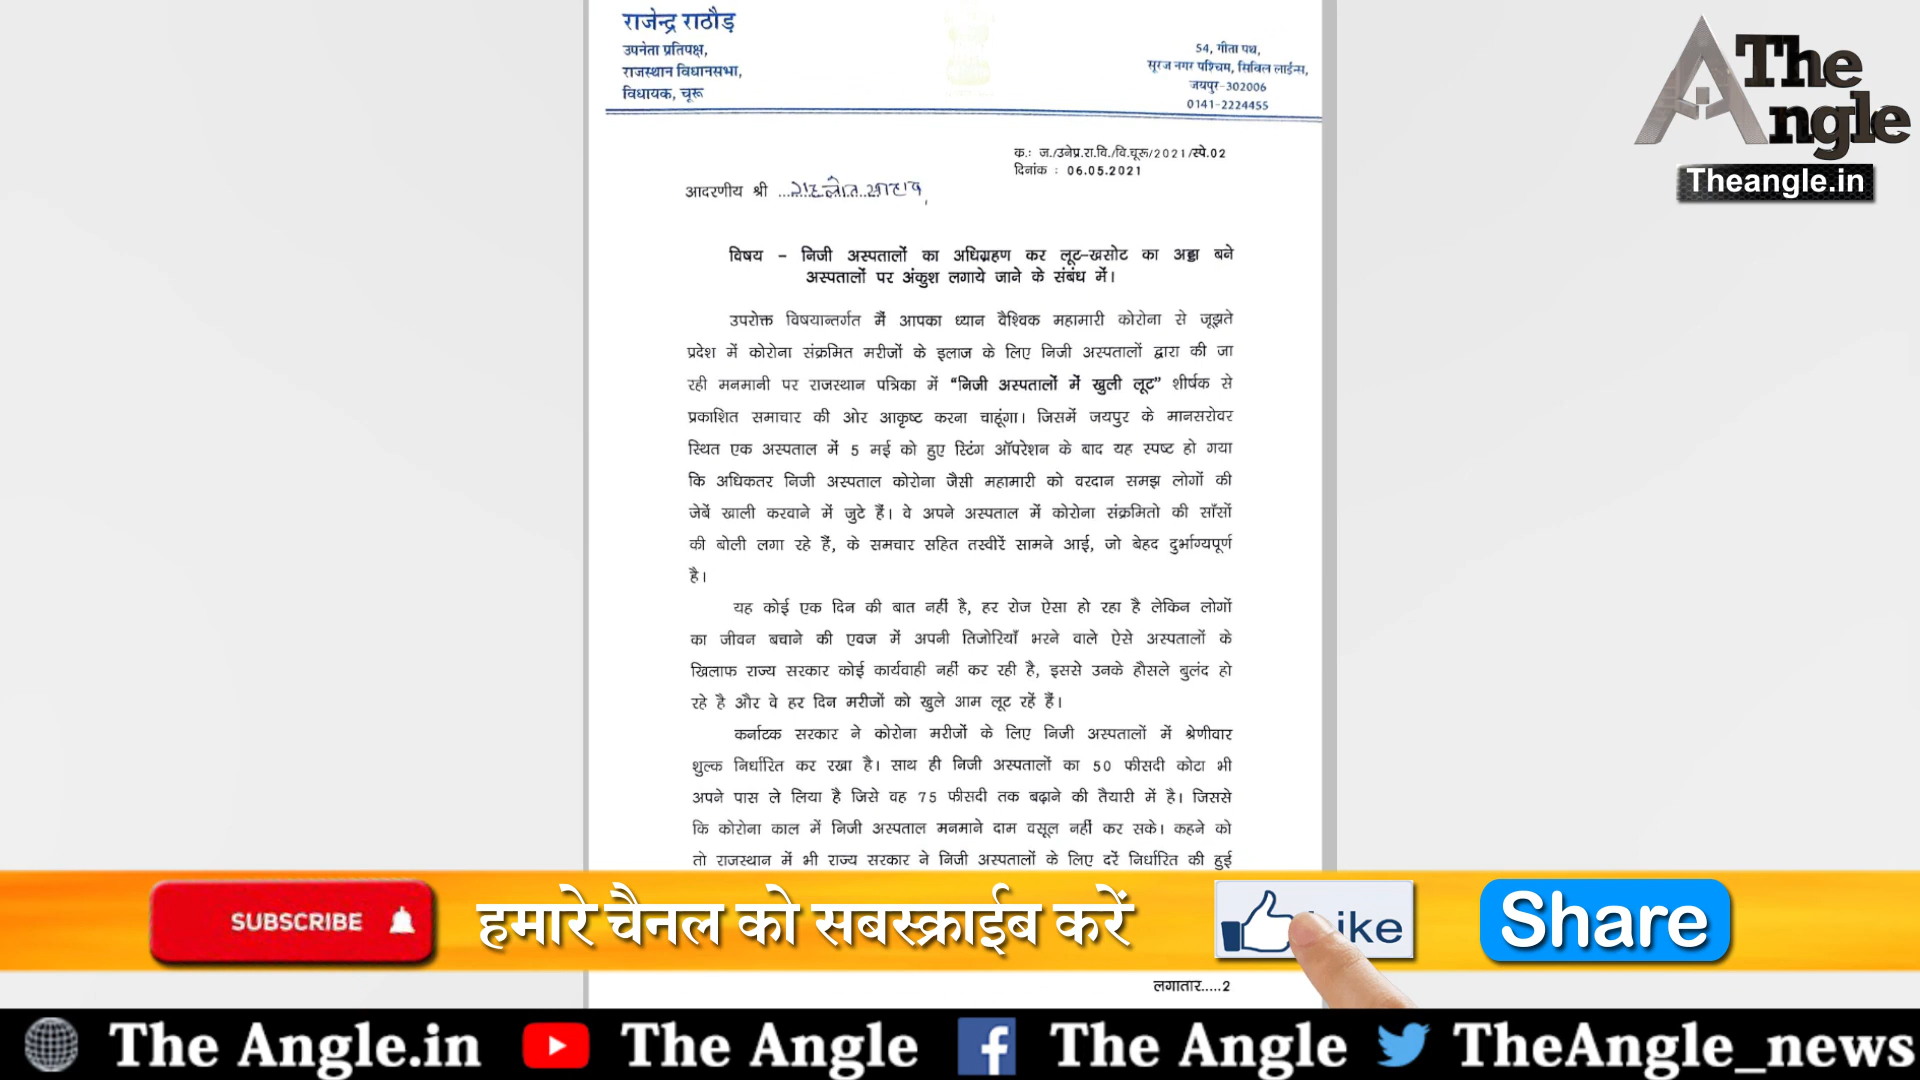 राजेन्द्र राठौड़
उपनेता प्रतिपक्ष,
राजस्थान विधानसभा,
विधायक, चूरू
54, गीता पथ,
सूरज नगर पश्चिम, सिविल लाईन्स,
जयपुर-302006
0141-2224455
The
Angle
Theangle.in
क.: ज./उनेप्र.रा.वि./वि.चूरू/2021/स्पे.02
दिनांक : 06.05.2021
आदरणीय श्री ...गहलोत साहब,
विषय - निजी अस्पतालों का अधिग्रहण कर लूट-खसोट का अड्डा बने
अस्पतालों पर अंकुश लगाये जाने के संबंध में।
उपरोक्त विषयान्तर्गत मैं आपका ध्यान वैश्विक महामारी कोरोना से जूझते
प्रदेश में कोरोना संक्रमित मरीजों के इलाज के लिए निजी अस्पतालों द्वारा की जा
रही मनमानी पर राजस्थान पत्रिका में "निजी अस्पतालों में खुली लूट" शीर्षक से
प्रकाशित समाचार की ओर आकृष्ट करना चाहूंगा। जिसमें जयपुर के मानसरोवर
स्थित एक अस्पताल में 5 मई को हुए स्टिंग ऑपरेशन के बाद यह स्पष्ट हो गया
कि अधिकतर निजी अस्पताल कोरोना जैसी महामारी को वरदान समझ लोगों की
जेबें खाली करवाने में जुटे हैं। वे अपने अस्पताल में कोरोना संक्रमितो की साँसों
की बोली लगा रहे हैं, के समचार सहित तस्वीरें सामने आई, जो बेहद दुर्भाग्यपूर्ण
है।
यह कोई एक दिन की बात नहीं है, हर रोज ऐसा हो रहा है लेकिन लोगों
का जीवन बचाने की एवज में अपनी तिजोरियाँ भरने वाले ऐसे अस्पतालों के
खिलाफ राज्य सरकार कोई कार्यवाही नहीं कर रही है, इससे उनके हौसले बुलंद हो
रहे है और वे हर दिन मरीजों को खुले आम लूट रहें हैं।
कर्नाटक सरकार ने कोरोना मरीजों के लिए निजी अस्पतालों में श्रेणीवार
शुल्क निर्धारित कर रखा है। साथ ही निजी अस्पतालों का 50 फीसदी कोटा भी
अपने पास ले लिया है जिसे वह 75 फीसदी तक बढ़ाने की तैयारी में है। जिससे
कि कोरोना काल में निजी अस्पताल मनमाने दाम वसूल नहीं कर सके। कहने को
तो राजस्थान में भी राज्य सरकार ने निजी अस्पतालों के लिए दरें निर्धारित की हुई
SUBSCRIBE
हमारे चैनल को सबस्क्राईब करें
Like
Share
लगातार.....2
The Angle.in
The Angle
The Angle
TheAngle_news